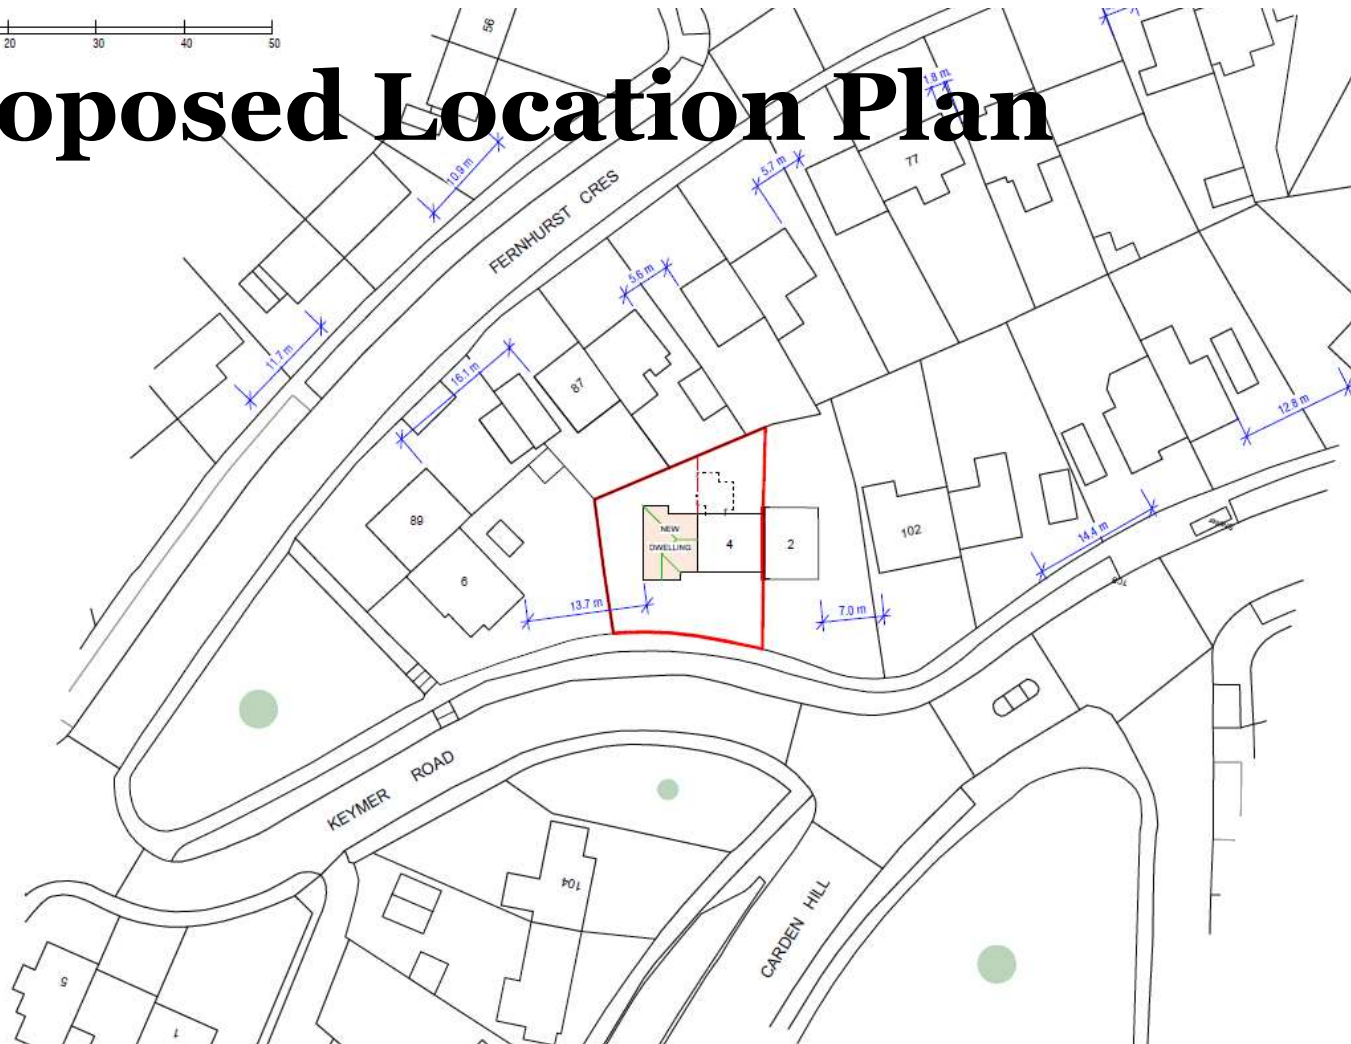 20 30 40 50
56
oposed Location Plan
1.8 m
10.9 m
77
5.7 m
FERNHURST CRES
5.6 m
11.7 m
16.1 m
87
12.8 m
89
NEW
DWELLING
4
2
102
14.4 m
6
13.7 m
7.0 m
KEYMER ROAD
104
CARDEN HILL
5
1